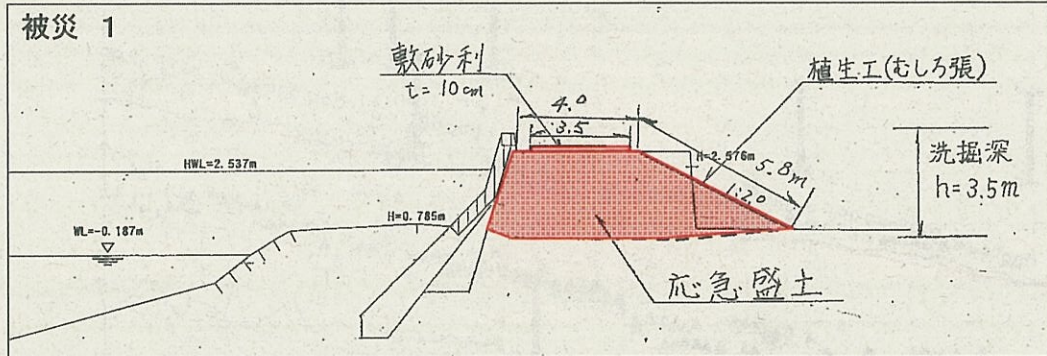 被災 1
敷砂利
t=10cm
植生工(むしろ張)
4.0
3.5
HWL=2.537m
H=2.576m
5.8m
1:2.0
洗掘深
h=3.5m
WL=-0.187m
H=0.785m
応急盛土